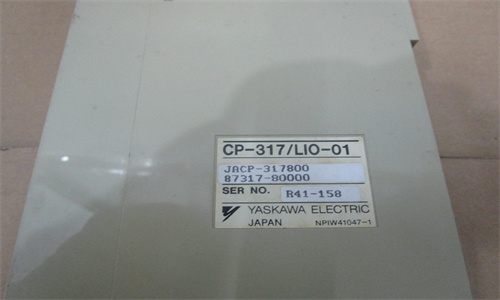 CP-317/LIO-01
JACP-317800
87317-80000
SER NO. R41-158
YASKAWA ELECTRIC
JAPAN NPIW41047-1